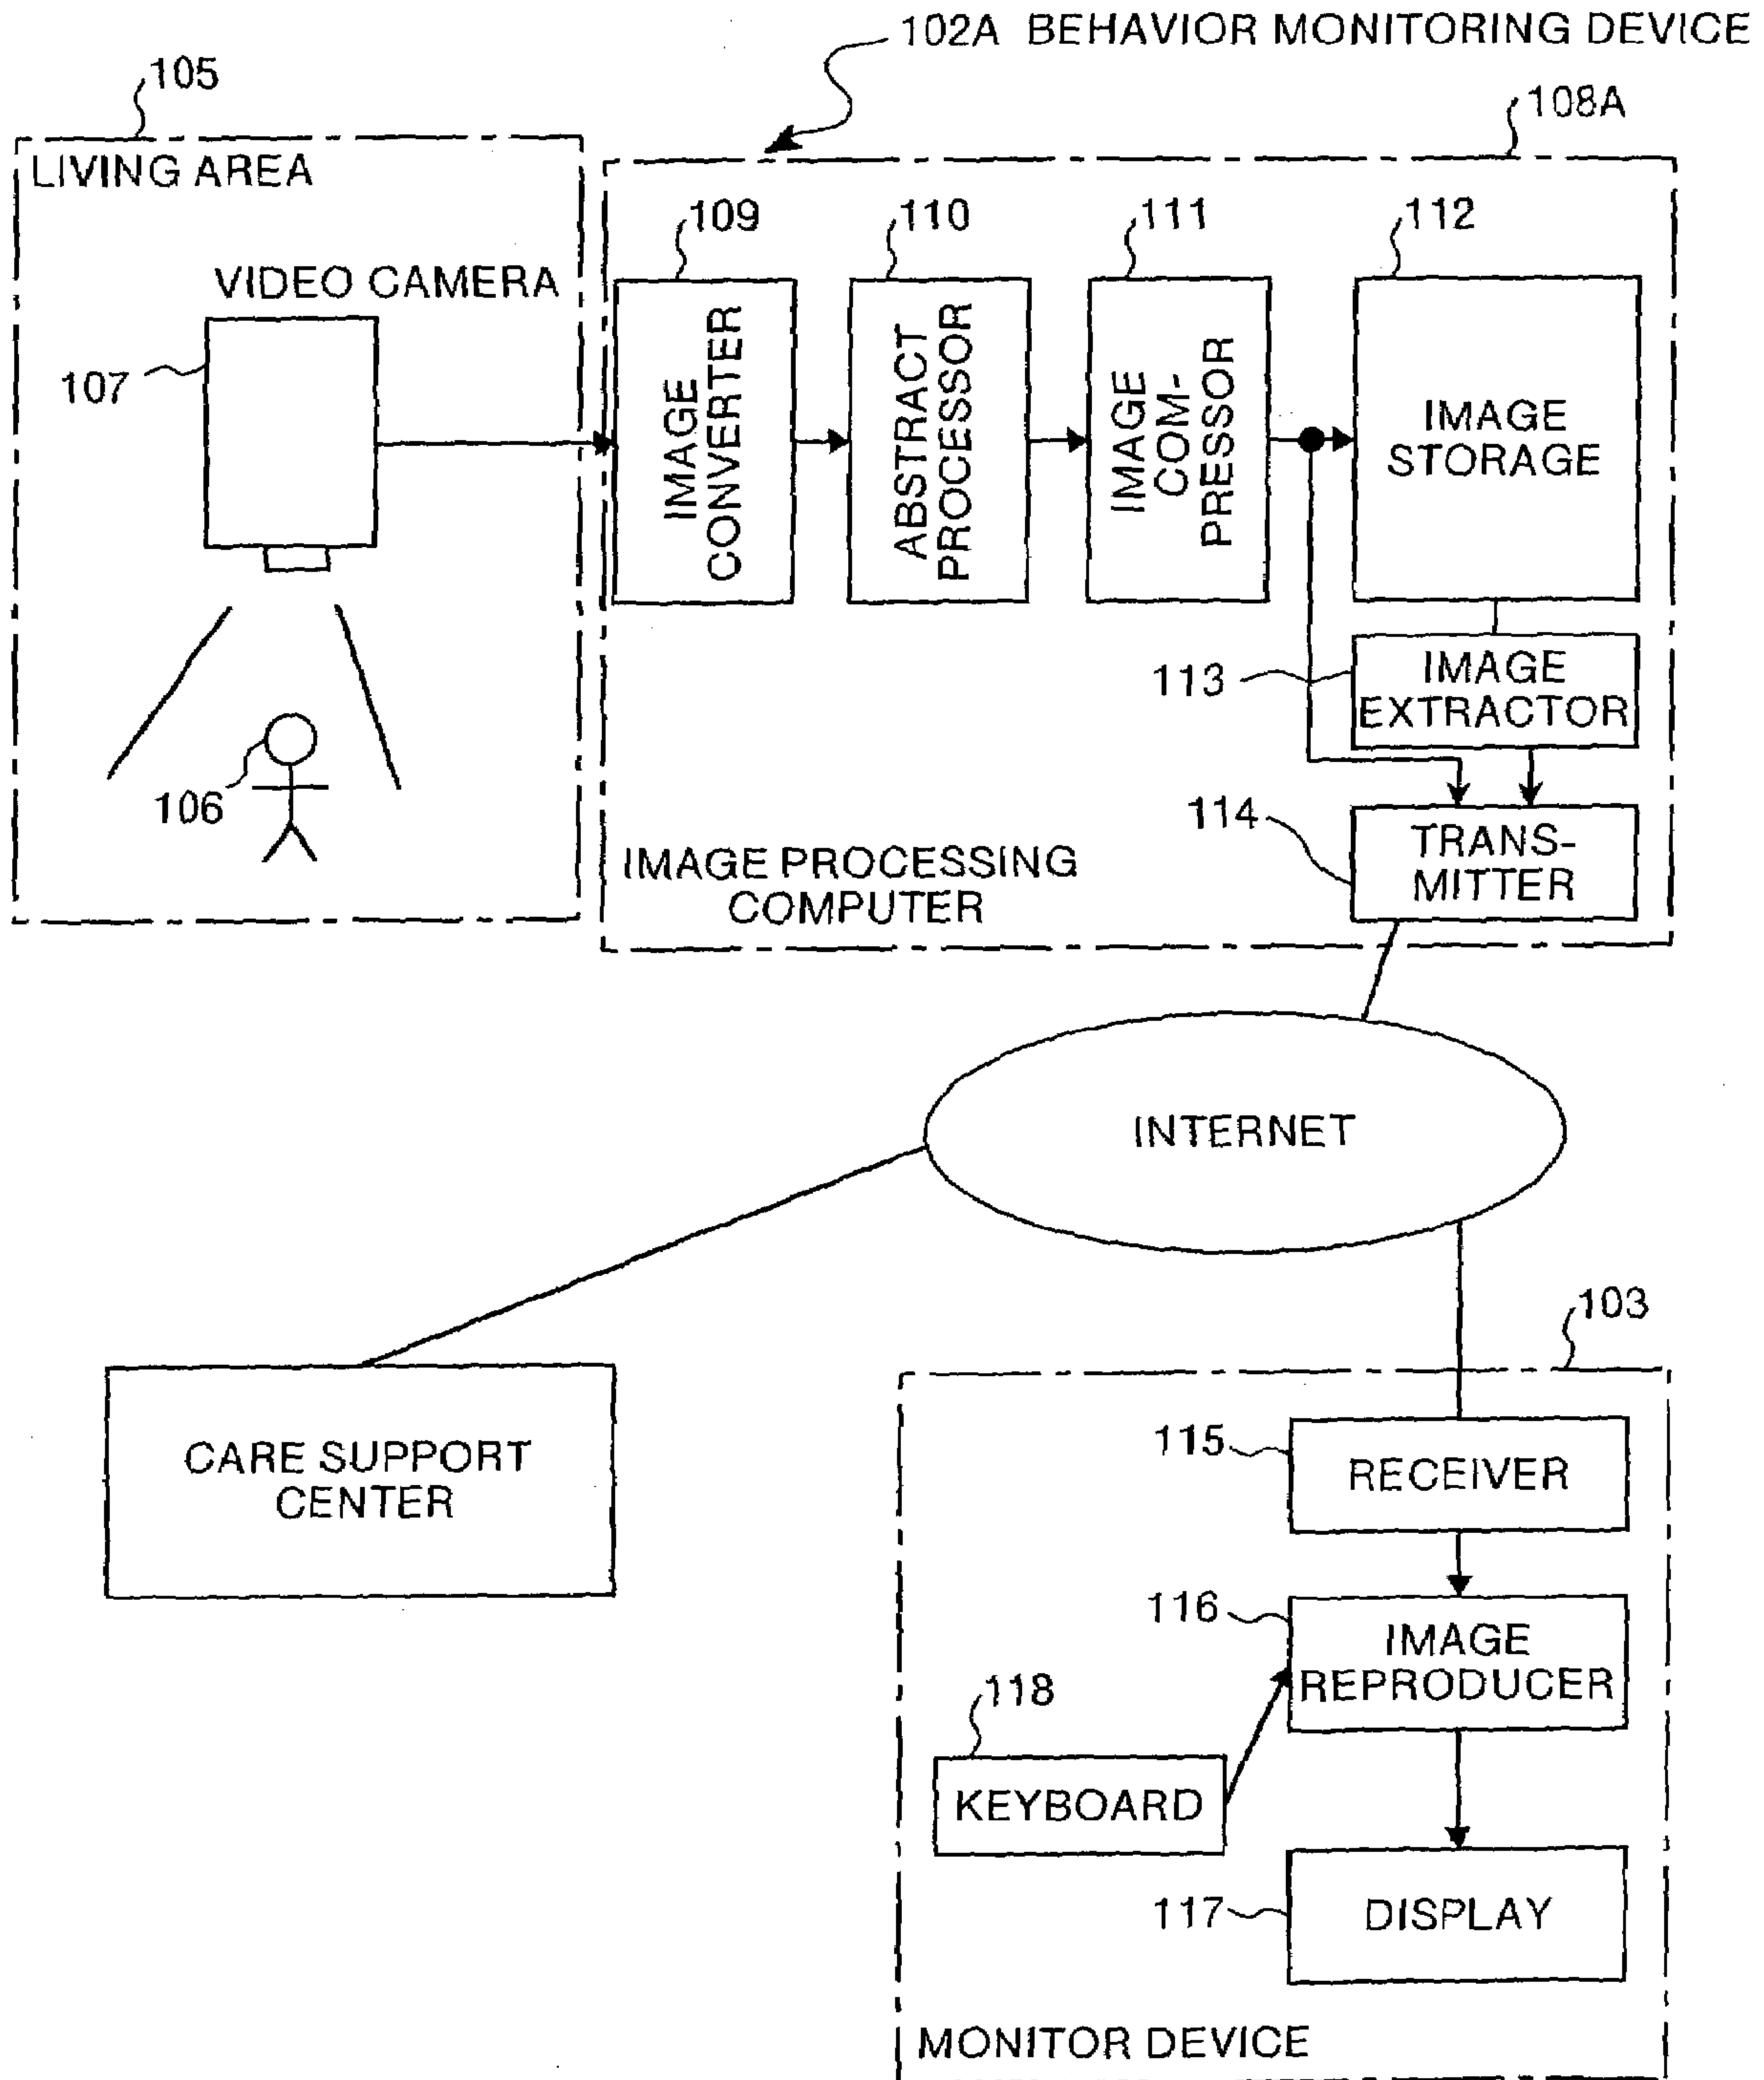 102A BEHAVIOR MONITORING DEVICE
105
108A
LIVING AREA
109
110
111
112
VIDEO CAMERA
107
IMAGE
CONVERTER
ABSTRACT
PROCESSOR
IMAGE
COM-
PRESSOR
IMAGE
STORAGE
113
IMAGE
EXTRACTOR
106
114
TRANS-
MITTER
IMAGE PROCESSING
COMPUTER
INTERNET
103
CARE SUPPORT
CENTER
115
RECEIVER
116
IMAGE
REPRODUCER
118
KEYBOARD
117
DISPLAY
MONITOR DEVICE